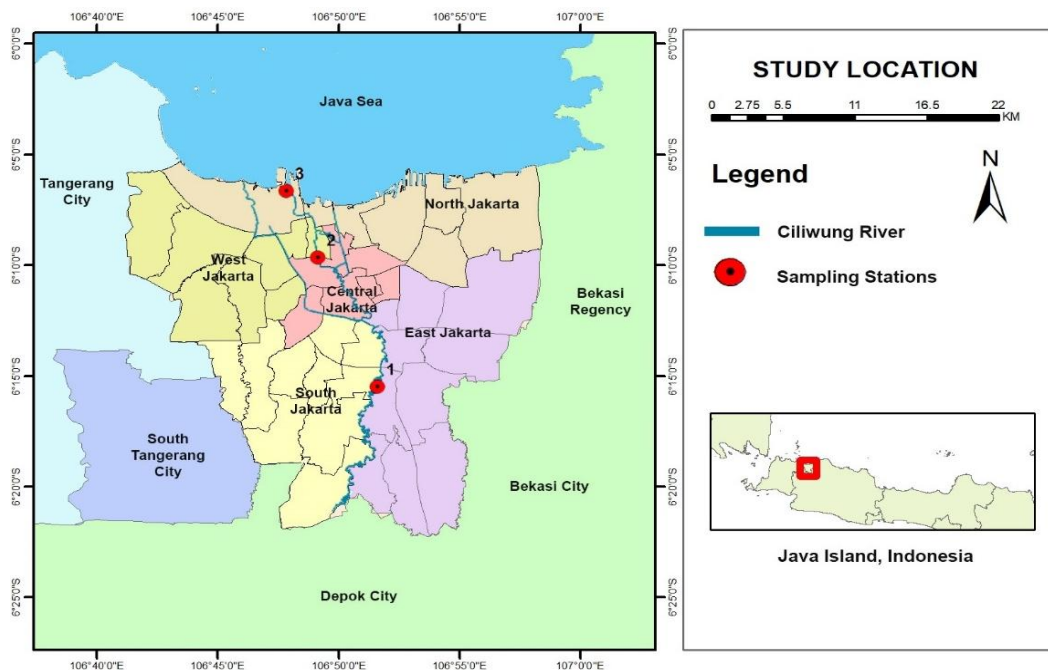 106°40'0"E 106°45'0"E 106°50'0"E 106°55'0"E 107°0'0"E
6°0'0"S
6°5'0"S
6°10'0"S
6°15'0"S
6°20'0"S
6°25'0"S
Java Sea
Tangerang
City
3
North Jakarta
2
West
Jakarta
Central
Jakarta
East Jakarta
Bekasi
Regency
1
South
Jakarta
South
Tangerang
City
Bekasi City
Depok City
6°0'0"S
6°5'0"S
6°10'0"S
6°15'0"S
6°20'0"S
6°25'0"S
106°40'0"E 106°45'0"E 106°50'0"E 106°55'0"E 107°0'0"E
STUDY LOCATION
0 2.75 5.5 11 16.5 22
KM
N
Legend
Ciliwung River
Sampling Stations
Java Island, Indonesia